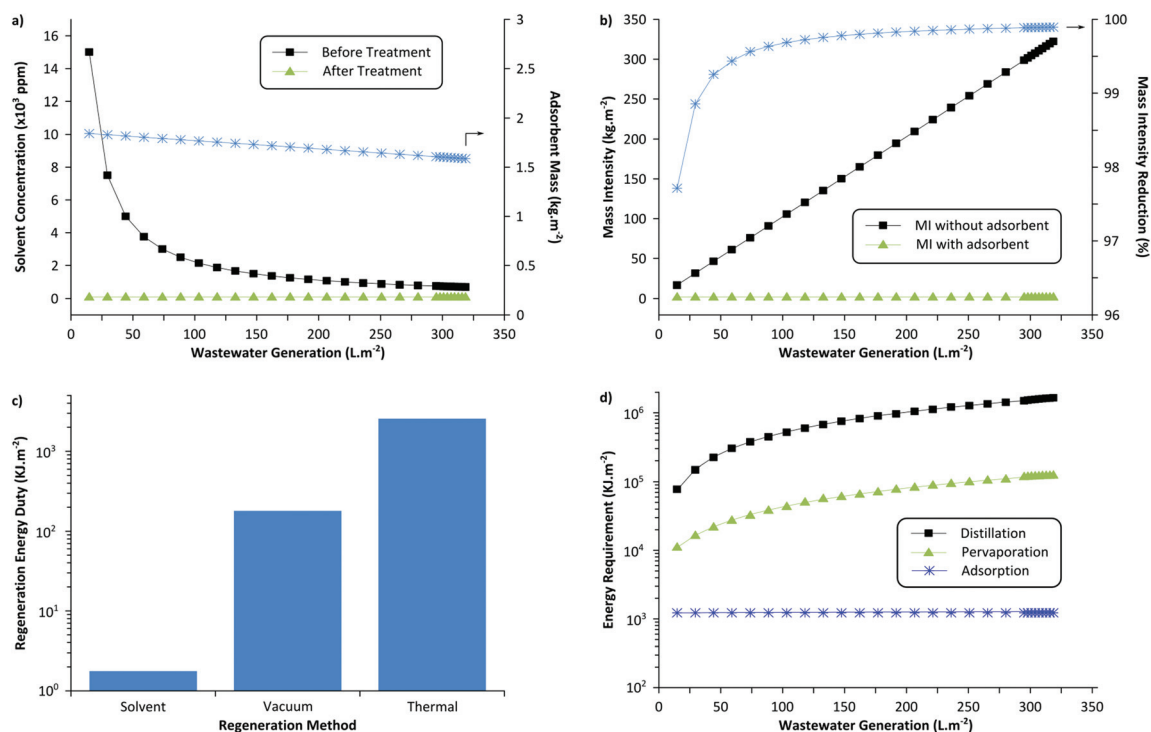 a)
Solvent Concentration (x10³ ppm)
16
14
12
10
8
6
4
2
0
Before Treatment
After Treatment
3
2.5
2
1.5
1
0.5
0
Adsorbent Mass (kg.m⁻²)
0 50 100 150 200 250 300 350
Wastewater Generation (L.m⁻²)
b)
Mass Intensity (kg.m⁻²)
350
300
250
200
150
100
50
0
MI without adsorbent
MI with adsorbent
100
99
98
97
96
Mass Intensity Reduction
(%)
0 50 100 150 200 250 300 350
Wastewater Generation (L.m⁻²)
c)
Regeneration Energy Duty (KJ.m⁻²)
10³
10²
10¹
10⁰
Solvent Vacuum Thermal
Regeneration Method
d)
Energy Requirement (KJ.m⁻²)
10⁶
10⁵
10⁴
10³
10²
Distillation
Pervaporation
Adsorption
0 50 100 150 200 250 300 350
Wastewater Generation (L.m⁻²)